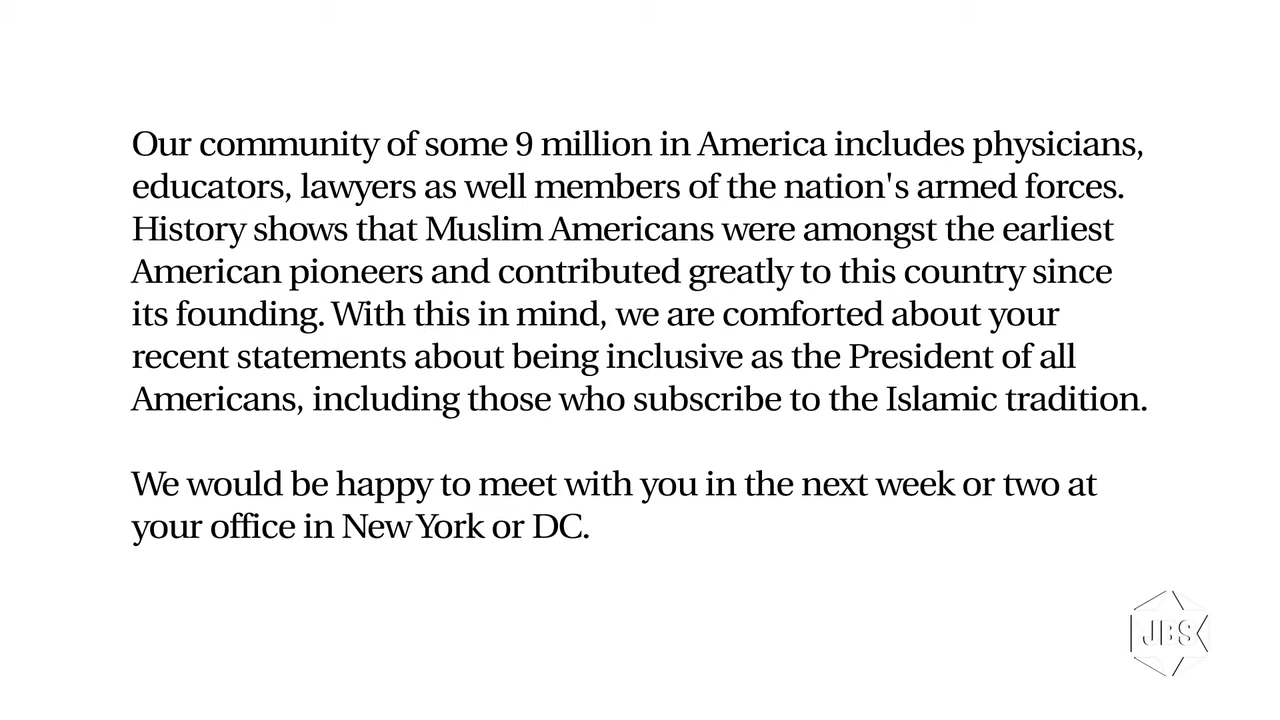 Our community of some 9 million in America includes physicians,
educators, lawyers as well members of the nation's armed forces.
History shows that Muslim Americans were amongst the earliest
American pioneers and contributed greatly to this country since
its founding. With this in mind, we are comforted about your
recent statements about being inclusive as the President of all
Americans, including those who subscribe to the Islamic tradition.
We would be happy to meet with you in the next week or two at
your office in New York or DC.
JBS